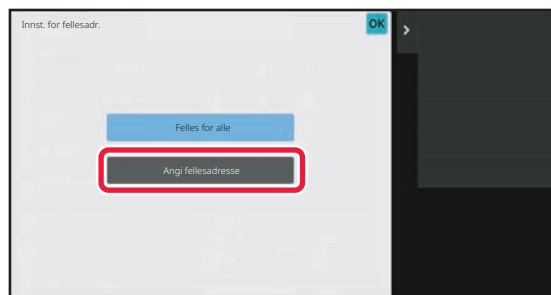 Innst. for fellesadr.
OK
Felles for alle
Angi fellesadresse